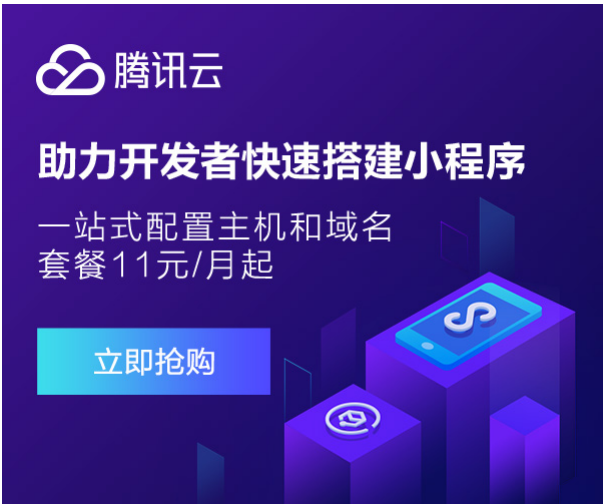 腾讯云
助力开发者快速搭建小程序
一站式配置主机和域名
套餐11元/月起
立即抢购